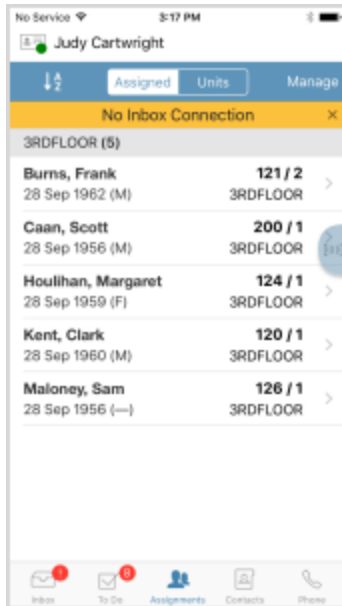 No Service 3:17 PM
Judy Cartwright
Assigned Units Manage
No Inbox Connection ×
3RDFLOOR (5)
Burns, Frank 121 / 2
28 Sep 1962 (M) 3RDFLOOR
Caan, Scott 200 / 1
28 Sep 1956 (M) 3RDFLOOR
Houlihan, Margaret 124 / 1
28 Sep 1959 (F) 3RDFLOOR
Kent, Clark 120 / 1
28 Sep 1960 (M) 3RDFLOOR
Maloney, Sam 126 / 1
28 Sep 1956 (—) 3RDFLOOR
1 8
Inbox To Do Assignments Contacts Phone